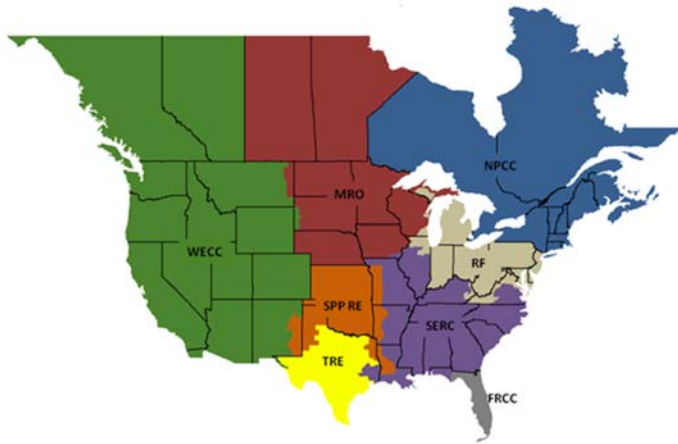 NPCC
MRO
WECC
RF
SPP RE
SERC
TRE
FRCC